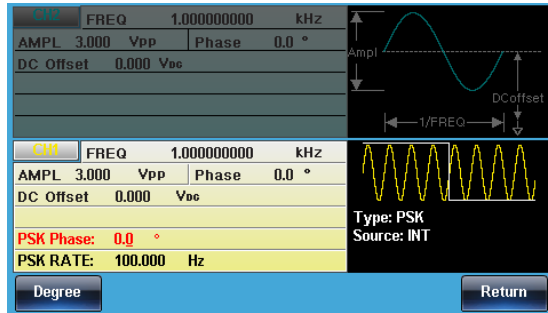 CH2 FREQ 1.000000000 kHz
AMPL 3.000 Vpp Phase 0.0 °
DC Offset 0.000 VDC
Ampl
DCoffset
1/FREQ
CH1 FREQ 1.000000000 kHz
AMPL 3.000 Vpp Phase 0.0 °
DC Offset 0.000 VDC
PSK Phase: 0.0 °
PSK RATE: 100.000 Hz
Type: PSK
Source: INT
Degree
Return